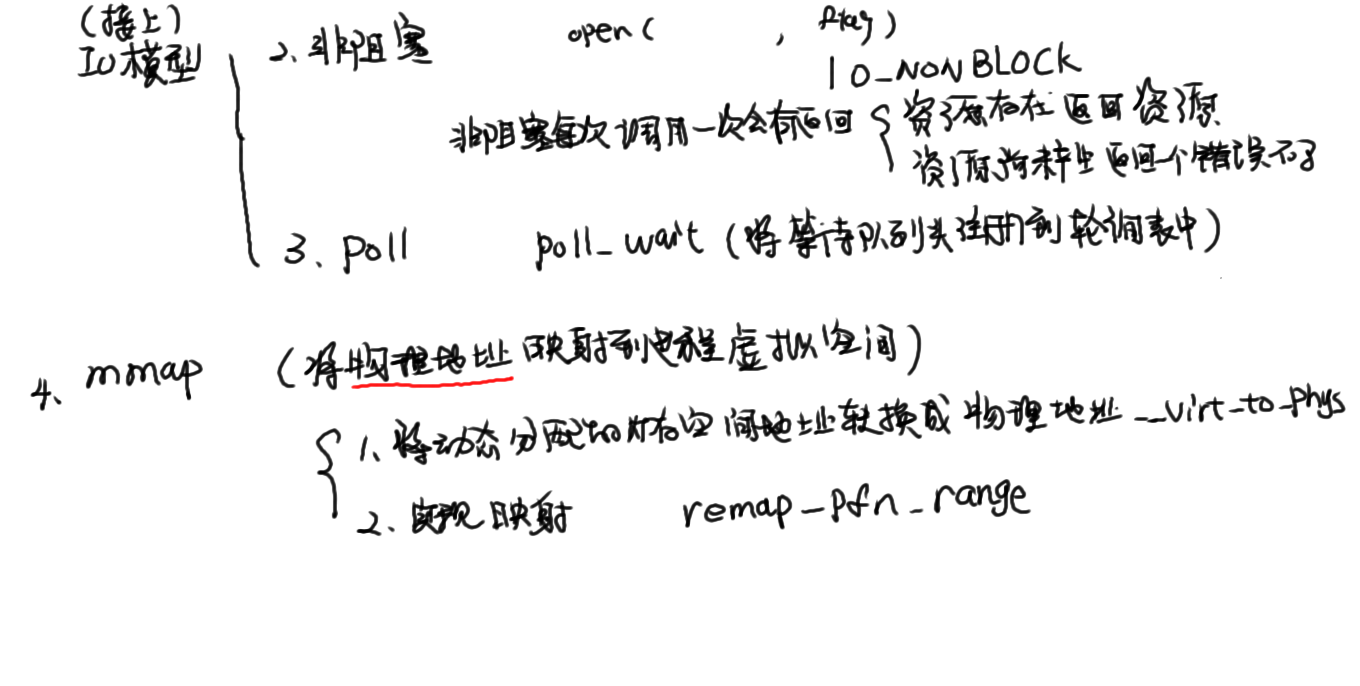 (接上)
IO模型
2、非阻塞 open( , flag)
| O_NONBLOCK
非阻塞每次调用一次会有返回
资源存在返回资源
资源尚未产生返回一个错误
3、poll poll_wait (将等待队列头注册到轮询表中)
4、mmap (将物理地址映射到进程虚拟空间)
1、将动态分配的内存空间地址转换成物理地址 __virt_to_phys
2、实现映射 remap_pfn_range